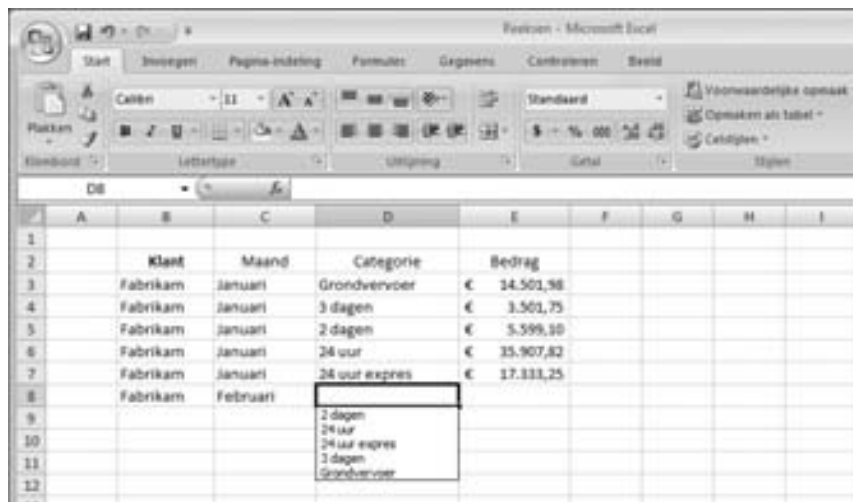 Reeksen - Microsoft Excel
Start Invoegen Pagina-indeling Formules Gegevens Controleren Beeld
Plakken
Calibri 11
Standaard
Voorwaardelijke opmaak
Opmaken als tabel
Celstijlen
B I U
$ % 000
Klembord Lettertype Uitlijning Getal Stijlen
D8 fx
A B C D E F G H I
1
2 Klant Maand Categorie Bedrag
3 Fabrikam Januari Grondvervoer € 14.501,98
4 Fabrikam Januari 3 dagen € 3.501,75
5 Fabrikam Januari 2 dagen € 5.599,10
6 Fabrikam Januari 24 uur € 35.907,82
7 Fabrikam Januari 24 uur expres € 17.333,25
8 Fabrikam Februari
9 2 dagen
24 uur
10 24 uur expres
11 3 dagen
Grondvervoer
12